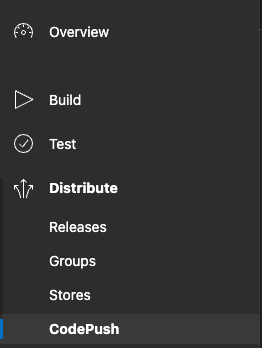 Overview
Build
Test
Distribute
Releases
Groups
Stores
CodePush